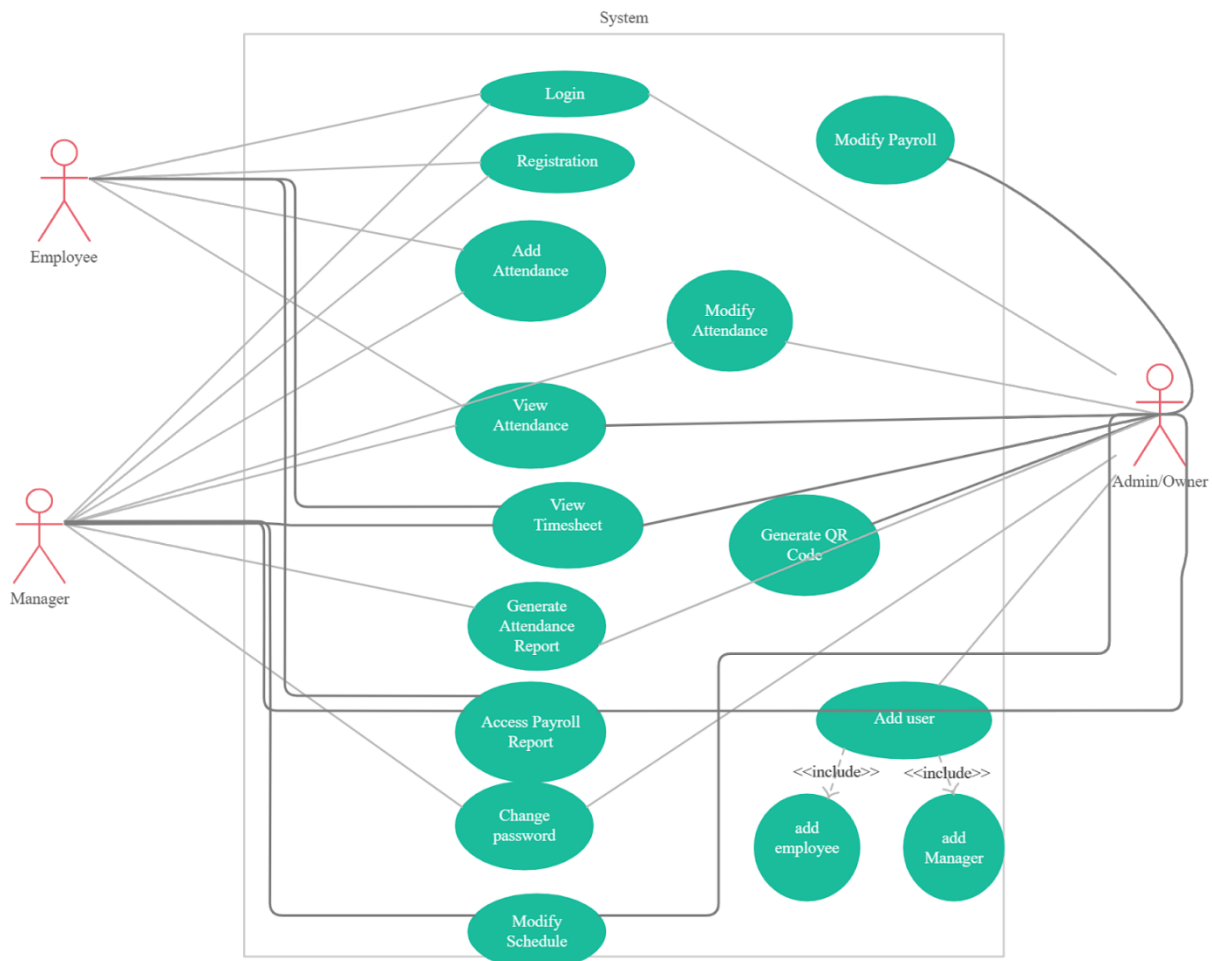 System
Login
Modify Payroll
Registration
Employee
Add
Attendance
Modify
Attendance
View
Attendance
Admin/Owner
View
Timesheet
Generate QR
Code
Manager
Generate
Attendance
Report
Access Payroll
Report
Add user
<<include>>
<<include>>
Change
password
add
employee
add
Manager
Modify
Schedule